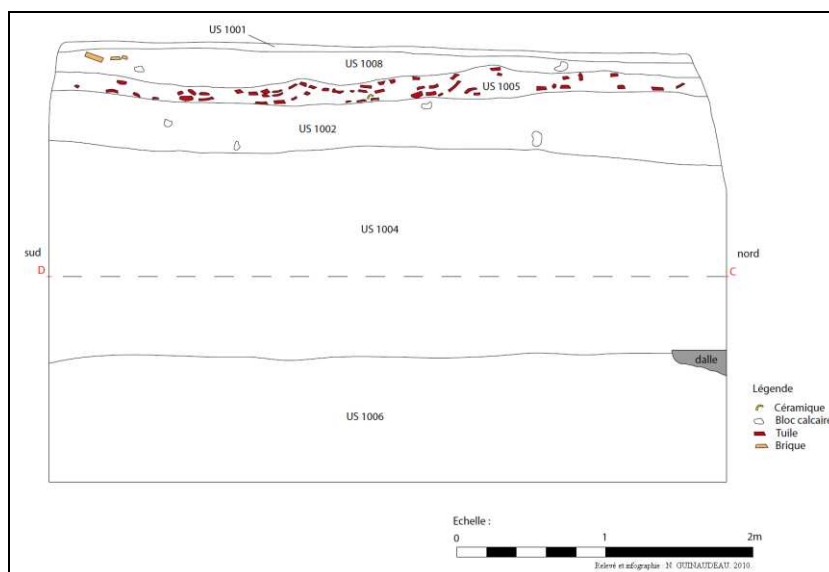 US 1001
US 1008
US 1005
US 1002
US 1004
sud
nord
D
C
dalle
US 1006
Légende
Céramique
Bloc calcaire
Tuile
Brique
Echelle :
0 1 2m
Relevé et infographie : N. GUINAUDEAU. 2010.